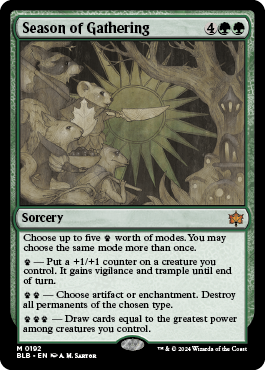 Season of Gathering 4
Sorcery
Choose up to five worth of modes. You may
choose the same mode more than once.
— Put a +1/+1 counter on a creature you
control. It gains vigilance and trample until end
of turn.
— Choose artifact or enchantment. Destroy
all permanents of the chosen type.
— Draw cards equal to the greatest power
among creatures you control.
M 0192
BLB • EN A. M. Sartor
™ & © 2024 Wizards of the Coast